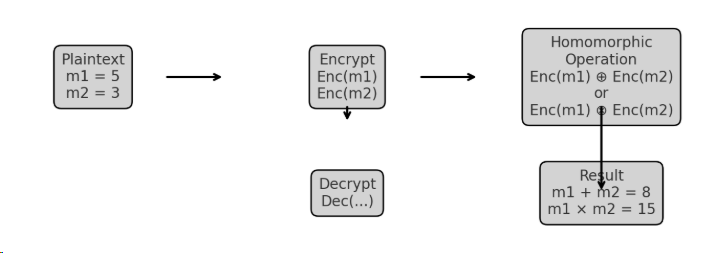 Plaintext
m1 = 5
m2 = 3
Encrypt
Enc(m1)
Enc(m2)
Homomorphic
Operation
Enc(m1) ⊕ Enc(m2)
or
Enc(m1) Enc(m2)
Decrypt
Dec(...)
Result
m1 + m2 = 8
m1 × m2 = 15